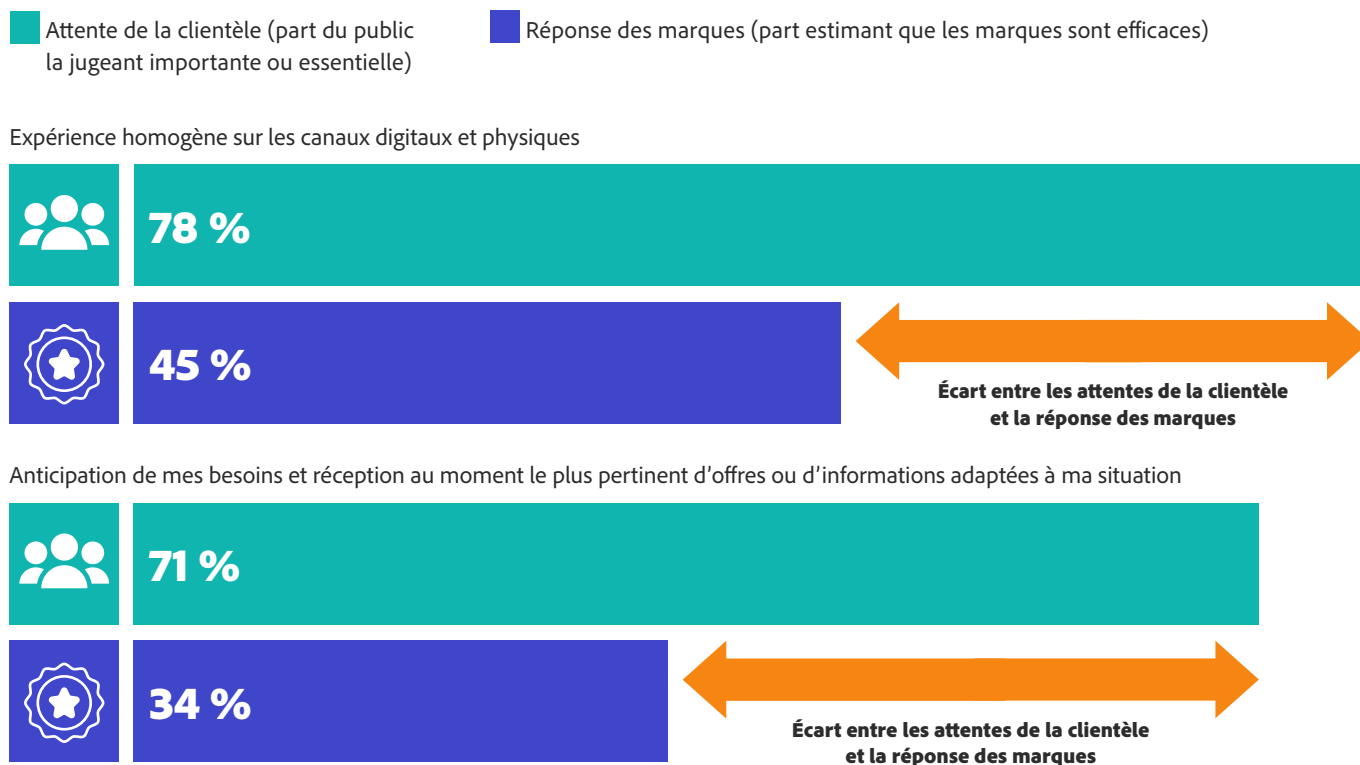 Attente de la clientèle (part du public
la jugeant importante ou essentielle)
Réponse des marques (part estimant que les marques sont efficaces)
Expérience homogène sur les canaux digitaux et physiques
78 %
45 %
Écart entre les attentes de la clientèle
et la réponse des marques
Anticipation de mes besoins et réception au moment le plus pertinent d’offres ou d’informations adaptées à ma situation
71 %
34 %
Écart entre les attentes de la clientèle
et la réponse des marques